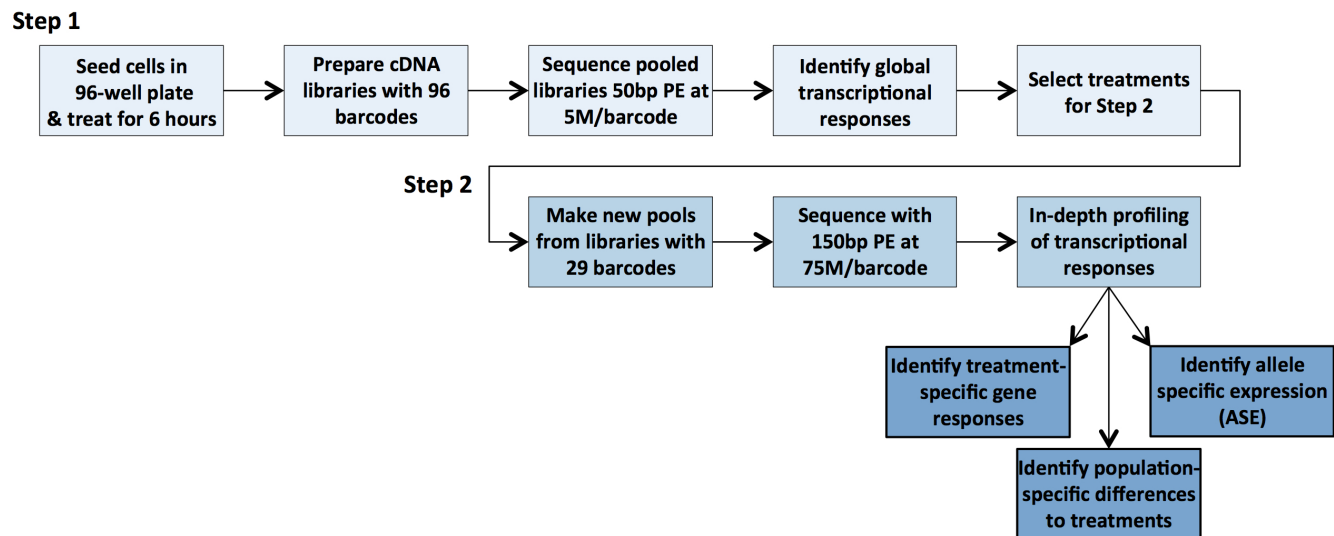 Step 1
Seed cells in
96-well plate
& treat for 6 hours
Prepare cDNA
libraries with 96
barcodes
Sequence pooled
libraries 50bp PE at
5M/barcode
Identify global
transcriptional
responses
Select treatments
for Step 2
Step 2
Make new pools
from libraries with
29 barcodes
Sequence with
150bp PE at
75M/barcode
In-depth profiling
of transcriptional
responses
Identify treatment-
specific gene
responses
Identify population-
specific differences
to treatments
Identify allele
specific expression
(ASE)